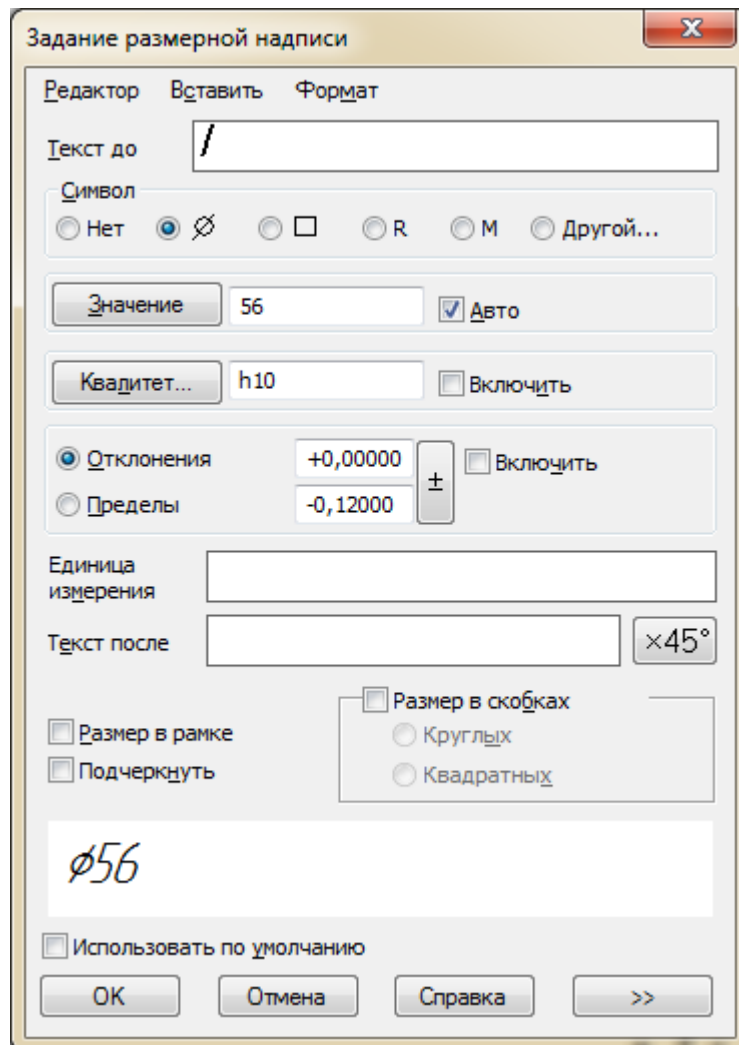 Задание размерной надписи
Редактор Вставить Формат
Текст до
Символ
Нет ⌀ □ R M Другой...
Значение 56 Авто
Квалитет... h10 Включить
Отклонения +0,00000 ± Включить
Пределы -0,12000
Единица
измерения
Текст после ×45°
Размер в скобках
Размер в рамке Круглых
Подчеркнуть Квадратных
⌀56
Использовать по умолчанию
OK Отмена Справка >>